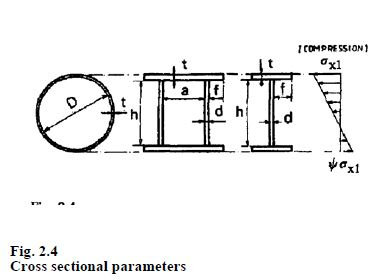 [COMPRESSION]
σx1
t
t
D
t
h
a
f
d
h
f
d
ψσx1
Fig. 2.4
Cross sectional parameters